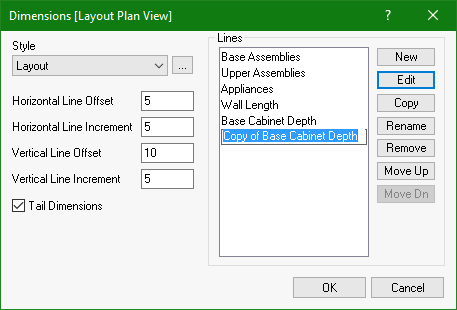 Dimensions [Layout Plan View]
?
Style
Layout
...
Horizontal Line Offset 5
Horizontal Line Increment 5
Vertical Line Offset 10
Vertical Line Increment 5
Tail Dimensions
Lines
Base Assemblies
Upper Assemblies
Appliances
Wall Length
Base Cabinet Depth
Copy of Base Cabinet Depth
New
Edit
Copy
Rename
Remove
Move Up
Move Dn
OK
Cancel